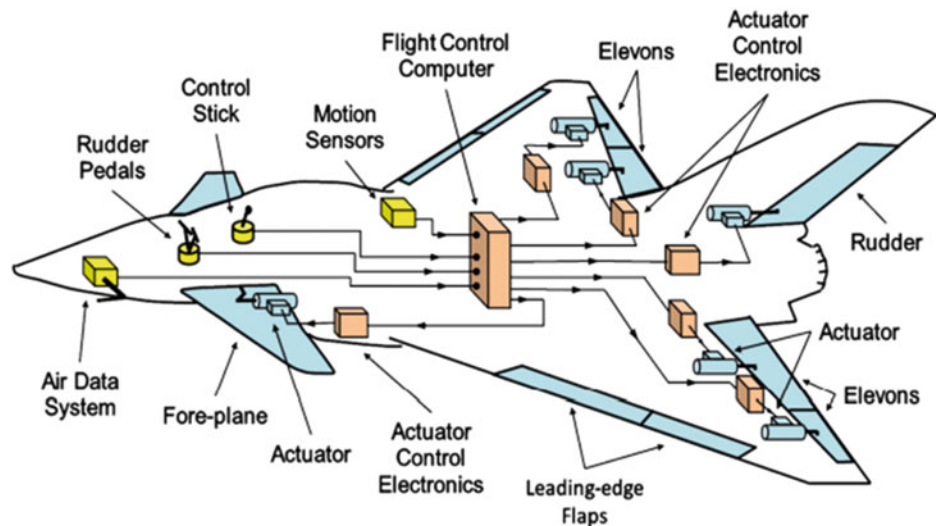 Flight Control
Computer
Actuator
Control
Electronics
Elevons
Control
Stick
Motion
Sensors
Rudder
Pedals
Rudder
Air Data
System
Fore-plane
Actuator
Actuator
Control
Electronics
Leading-edge
Flaps
Actuator
Elevons